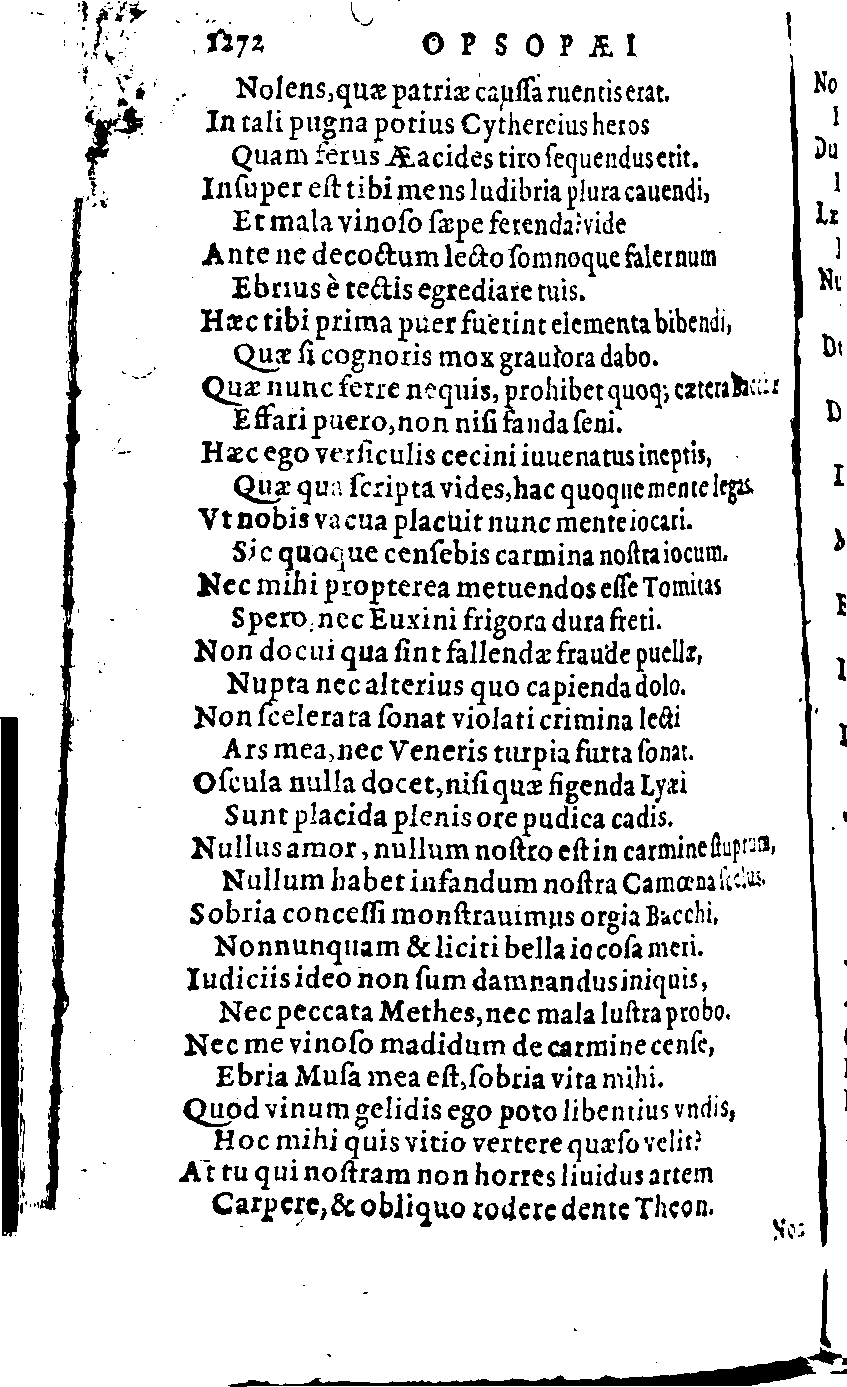 1272 OPSOPÆI
Nolens, quæ patriæ caussa ruentis erat.
In tali pugna potius Cythereius heros
Quam ferus Æacides tiro sequendus erit.
Insuper est tibi mens ludibria plura cauendi,
Et mala vinoso sæpe ferenda? vide
Ante ne decoctum lecto somnoque falernum
Ebrius è tectis egrediare tuis.
Hæc tibi prima puer fuerint elementa bibendi,
Quæ si cognoris mox grauiora dabo.
Quæ nunc ferre nequis, prohibet quoq; cætera Bacchus
Effari puero, non nisi fanda seni.
Hæc ego versiculis cecini iuuenatus ineptis,
Quæ qua scripta vides, hac quoque mente legas.
Vt nobis vacua placuit nunc mente iocari.
Sic quoque censebis carmina nostra iocum.
Nec mihi propterea metuendos esse Tomitas
Spero, nec Euxini frigora dura freti.
Non docui qua sint fallendæ fraude puellæ,
Nupta nec alterius quo capienda dolo.
Non scelerata sonat violati crimina lecti
Ars mea, nec Veneris turpia furta sonat.
Oscula nulla docet, nisi quæ figenda Lyæi
Sunt placida plenis ore pudica cadis.
Nullus amor, nullum nostro est in carmine stuprum,
Nullum habet infandum nostra Camœna scelus.
Sobria concessi monstrauimus orgia Bacchi,
Nonnunquam & liciti bella iocosa meri.
Iudiciis ideo non sum damnandus iniquis,
Nec peccata Methes, nec mala lustra probo.
Nec me vinoso madidum de carmine cense,
Ebria Musa mea est, sobria vita mihi.
Quod vinum gelidis ego poto libentius vndis,
Hoc mihi quis vitio vertere quæso velit?
At tu qui nostram non horres liuidus artem
Carpere, & obliquo rodere dente Theon.
No
Du
Le
Nu
D